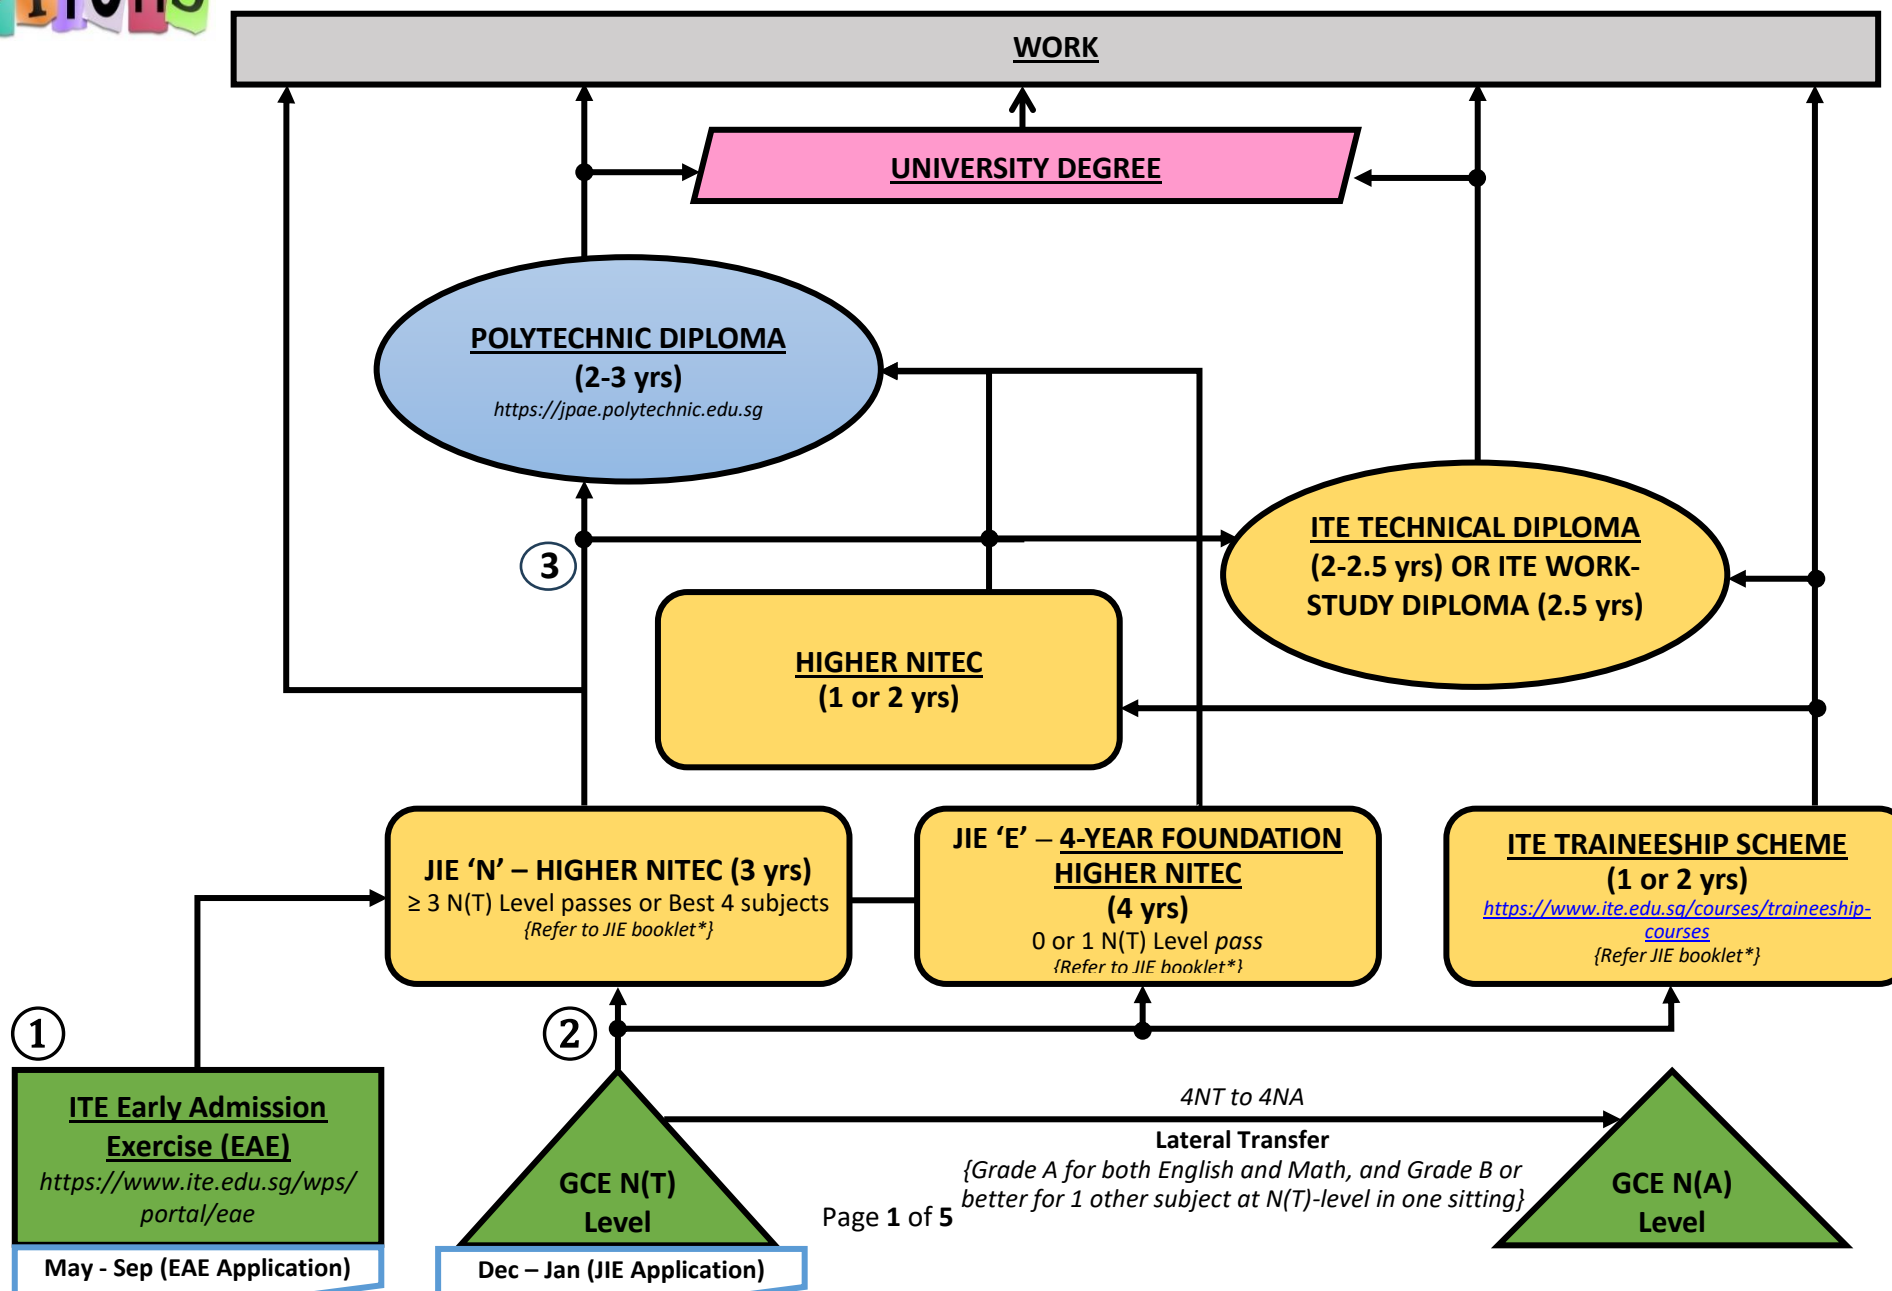 WORK
UNIVERSITY DEGREE
POLYTECHNIC DIPLOMA
(2-3 yrs)
https://jpae.polytechnic.edu.sg
3
ITE TECHNICAL DIPLOMA
(2-2.5 yrs) OR ITE WORK-
STUDY DIPLOMA (2.5 yrs)
HIGHER NITEC
(1 or 2 yrs)
JIE ‘N’ – HIGHER NITEC (3 yrs)
≥ 3 N(T) Level passes or Best 4 subjects
{Refer to JIE booklet*}
JIE ‘E’ – 4-YEAR FOUNDATION
HIGHER NITEC
(4 yrs)
0 or 1 N(T) Level pass
{Refer to JIE booklet*}
ITE TRAINEESHIP SCHEME
(1 or 2 yrs)
https://www.ite.edu.sg/courses/traineeship-
courses
{Refer JIE booklet*}
1
2
ITE Early Admission
Exercise (EAE)
https://www.ite.edu.sg/wps/
portal/eae
May - Sep (EAE Application)
GCE N(T)
Level
Dec – Jan (JIE Application)
4NT to 4NA
Lateral Transfer
{Grade A for both English and Math, and Grade B or
better for 1 other subject at N(T)-level in one sitting}
Page 1 of 5
GCE N(A)
Level